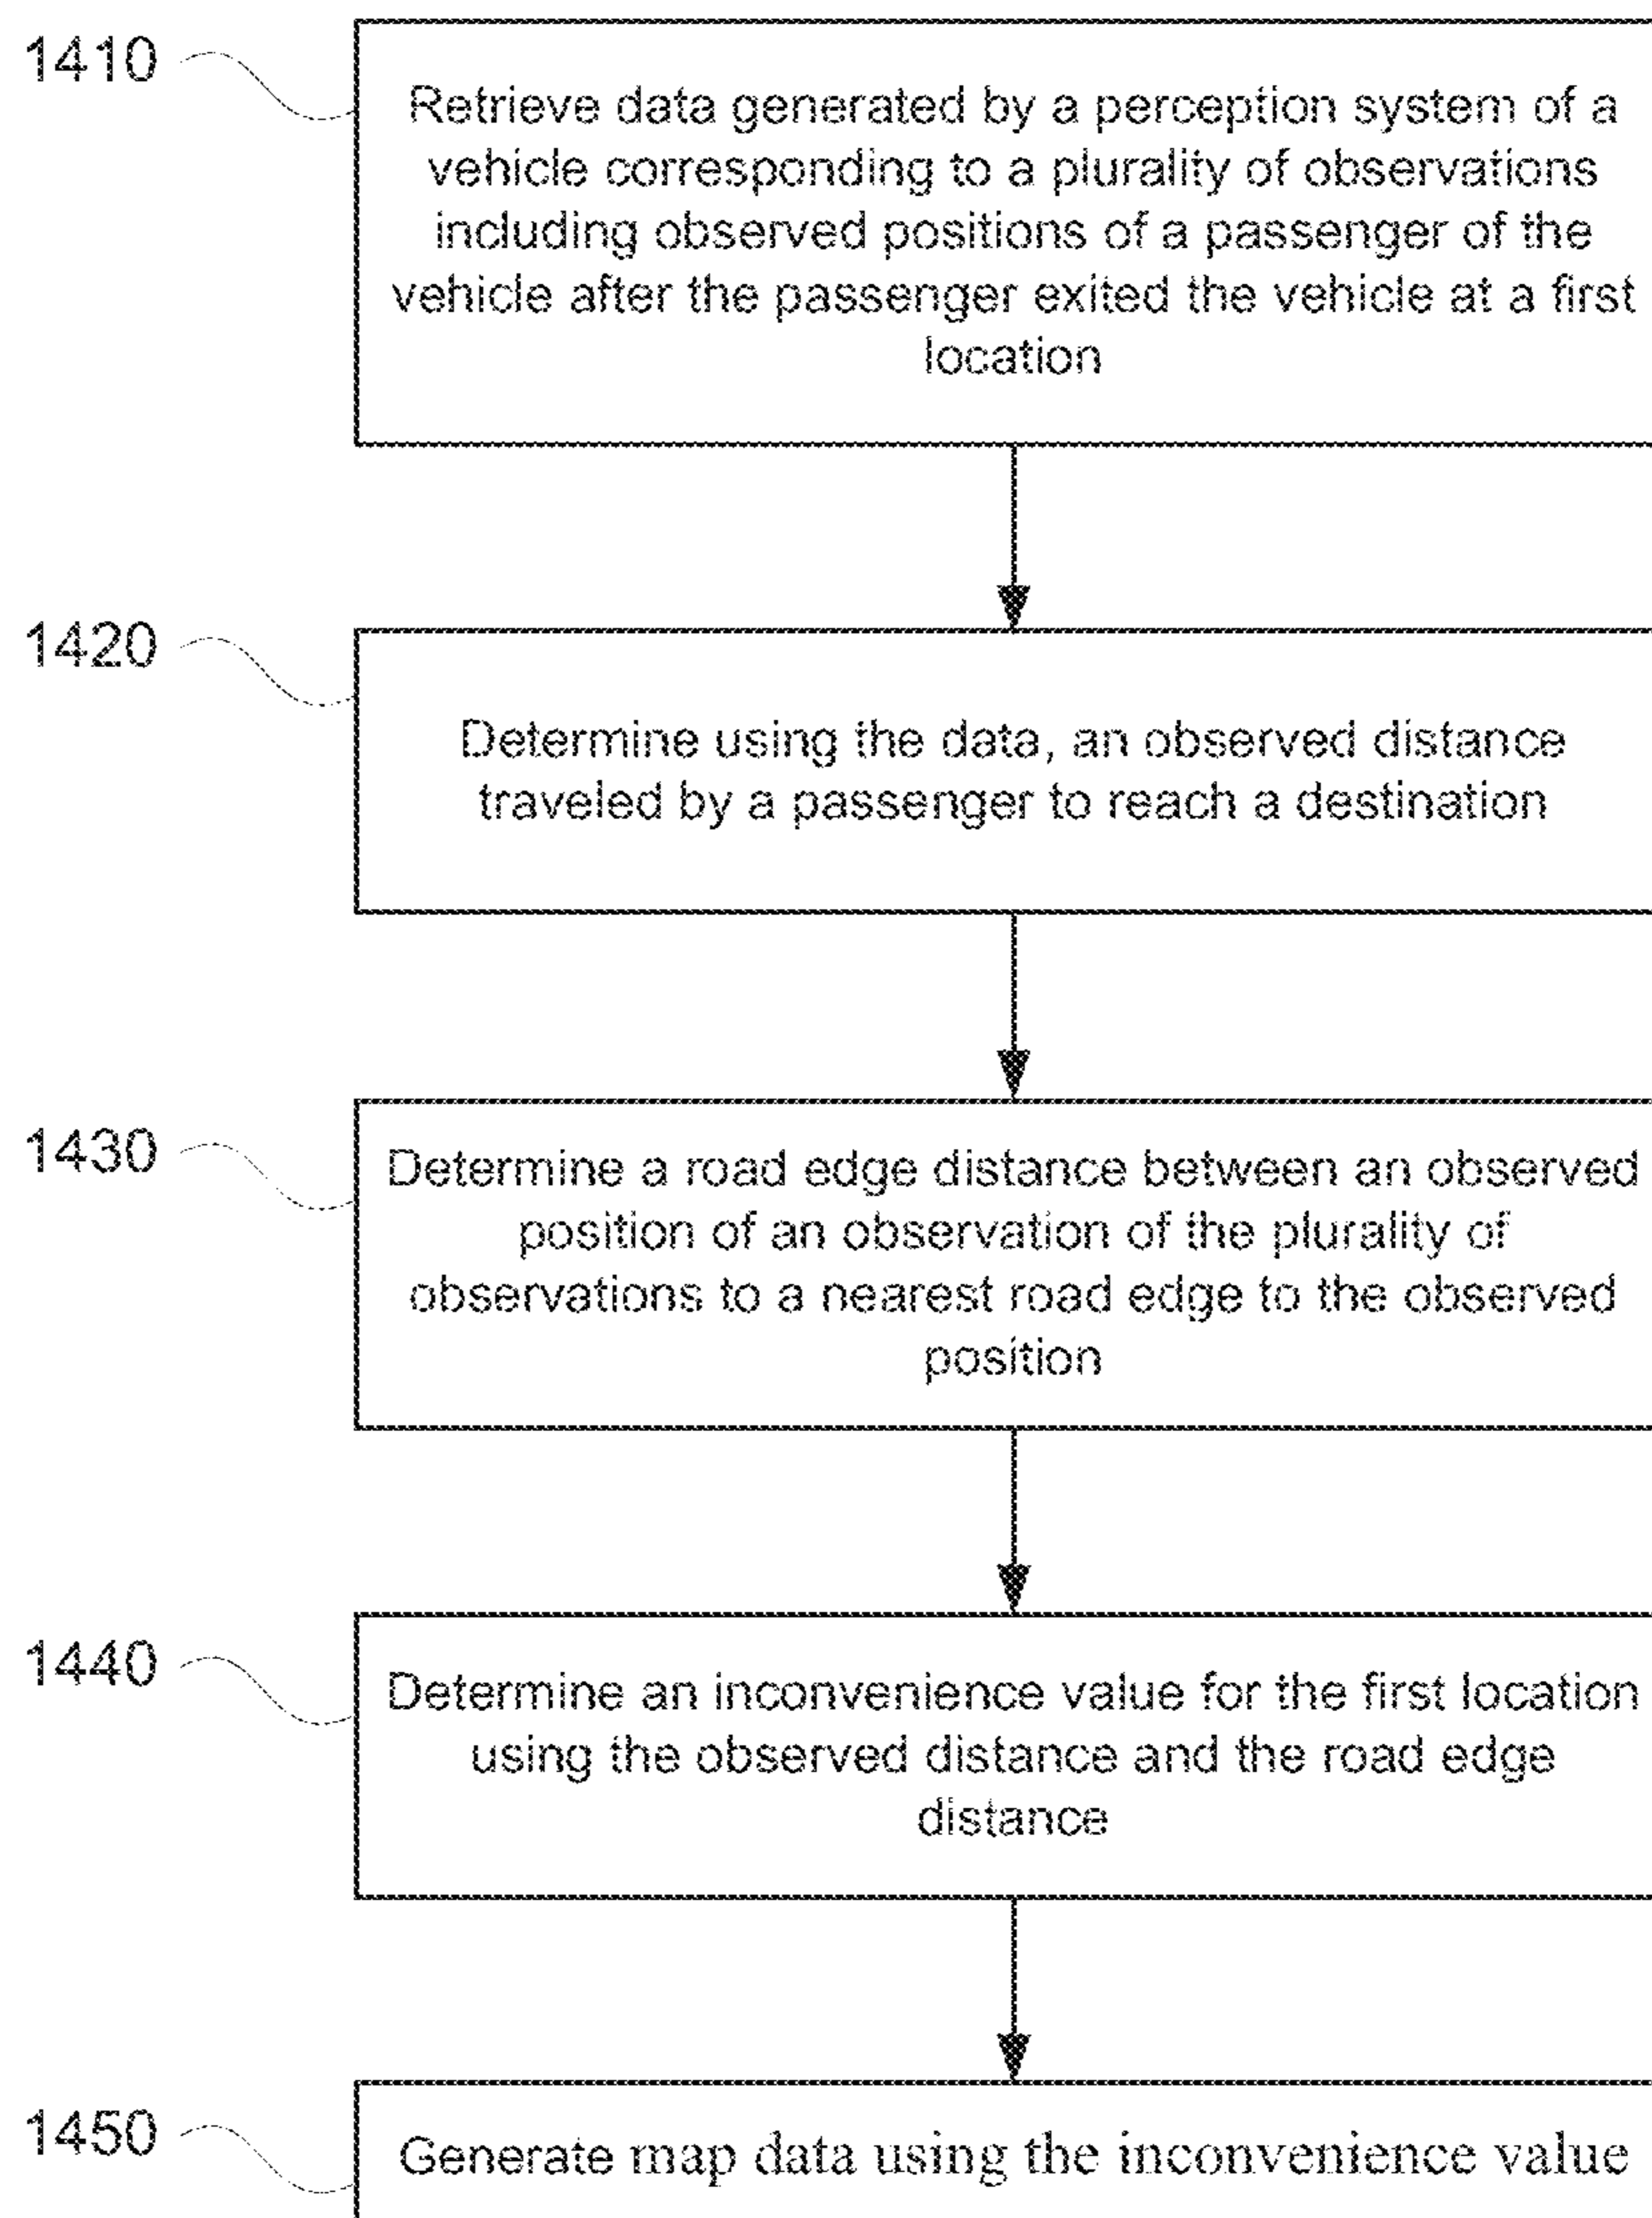 1410
Retrieve data generated by a perception system of a
vehicle corresponding to a plurality of observations
including observed positions of a passenger of the
vehicle after the passenger exited the vehicle at a first
location
1420
Determine using the data, an observed distance
traveled by a passenger to reach a destination
1430
Determine a road edge distance between an observed
position of an observation of the plurality of
observations to a nearest road edge to the observed
position
1440
Determine an inconvenience value for the first location
using the observed distance and the road edge
distance
1450
Generate map data using the inconvenience value